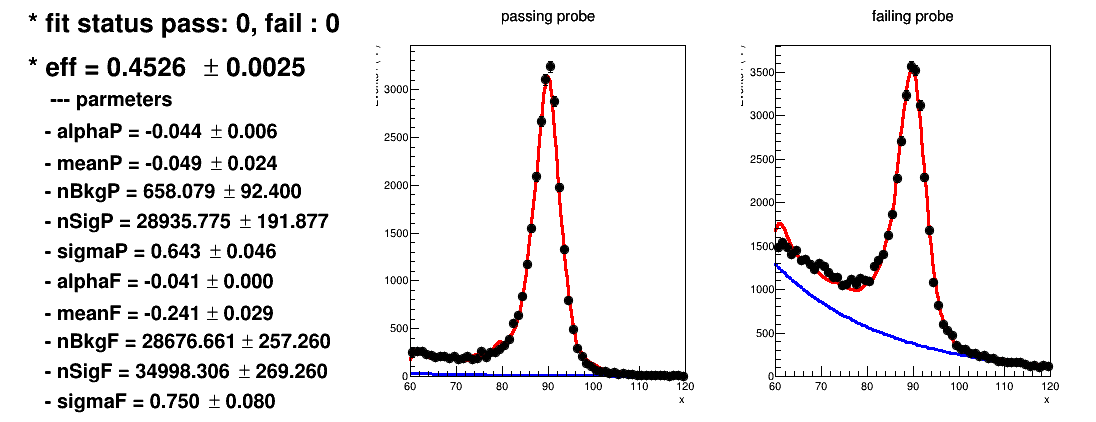 * fit status pass: 0, fail : 0
* eff = 0.4526 ± 0.0025
--- parmeters
- alphaP = -0.044 ± 0.006
- meanP = -0.049 ± 0.024
- nBkgP = 658.079 ± 92.400
- nSigP = 28935.775 ± 191.877
- sigmaP = 0.643 ± 0.046
- alphaF = -0.041 ± 0.000
- meanF = -0.241 ± 0.029
- nBkgF = 28676.661 ± 257.260
- nSigF = 34998.306 ± 269.260
- sigmaF = 0.750 ± 0.080
passing probe
3000
2500
2000
1500
1000
500
0
60 70 80 90 100 110 120
x
failing probe
3500
3000
2500
2000
1500
1000
500
0
60 70 80 90 100 110 120
x